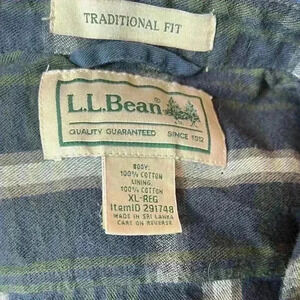 TRADITIONAL FIT
L.L.Bean
QUALITY GUARANTEED SINCE 1912
BODY:
100% COTTON
LINING:
100% COTTON
XL-REG
ItemID 291748
MADE IN SRI LANKA
CARE ON REVERSE